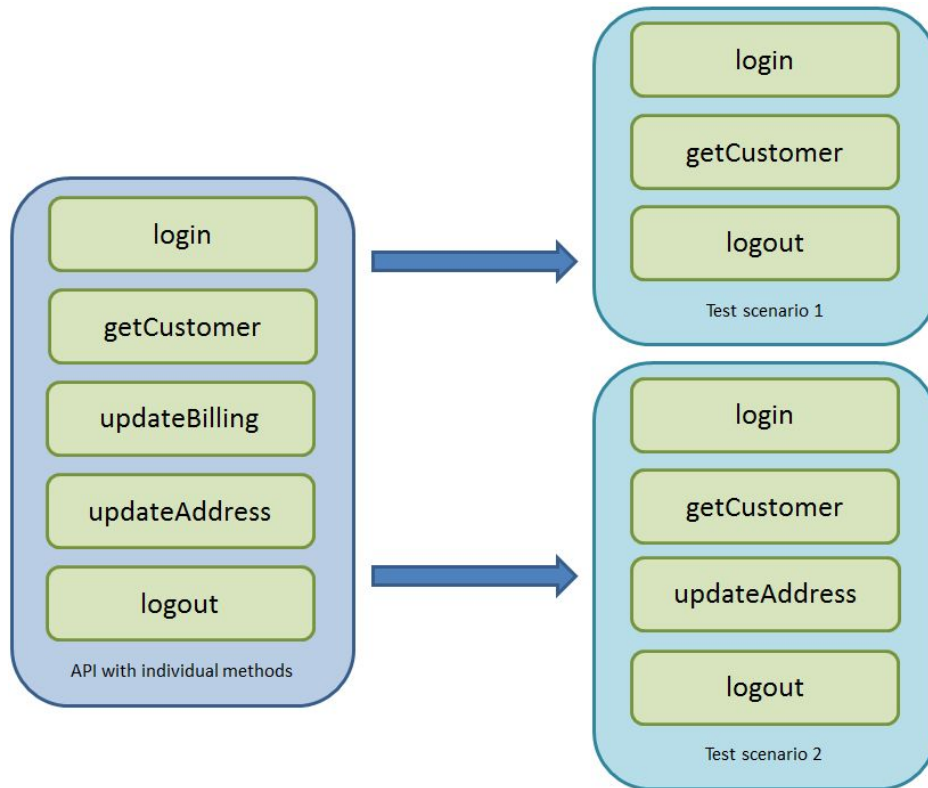 login
getCustomer
updateBilling
updateAddress
logout
API with individual methods
login
getCustomer
logout
Test scenario 1
login
getCustomer
updateAddress
logout
Test scenario 2